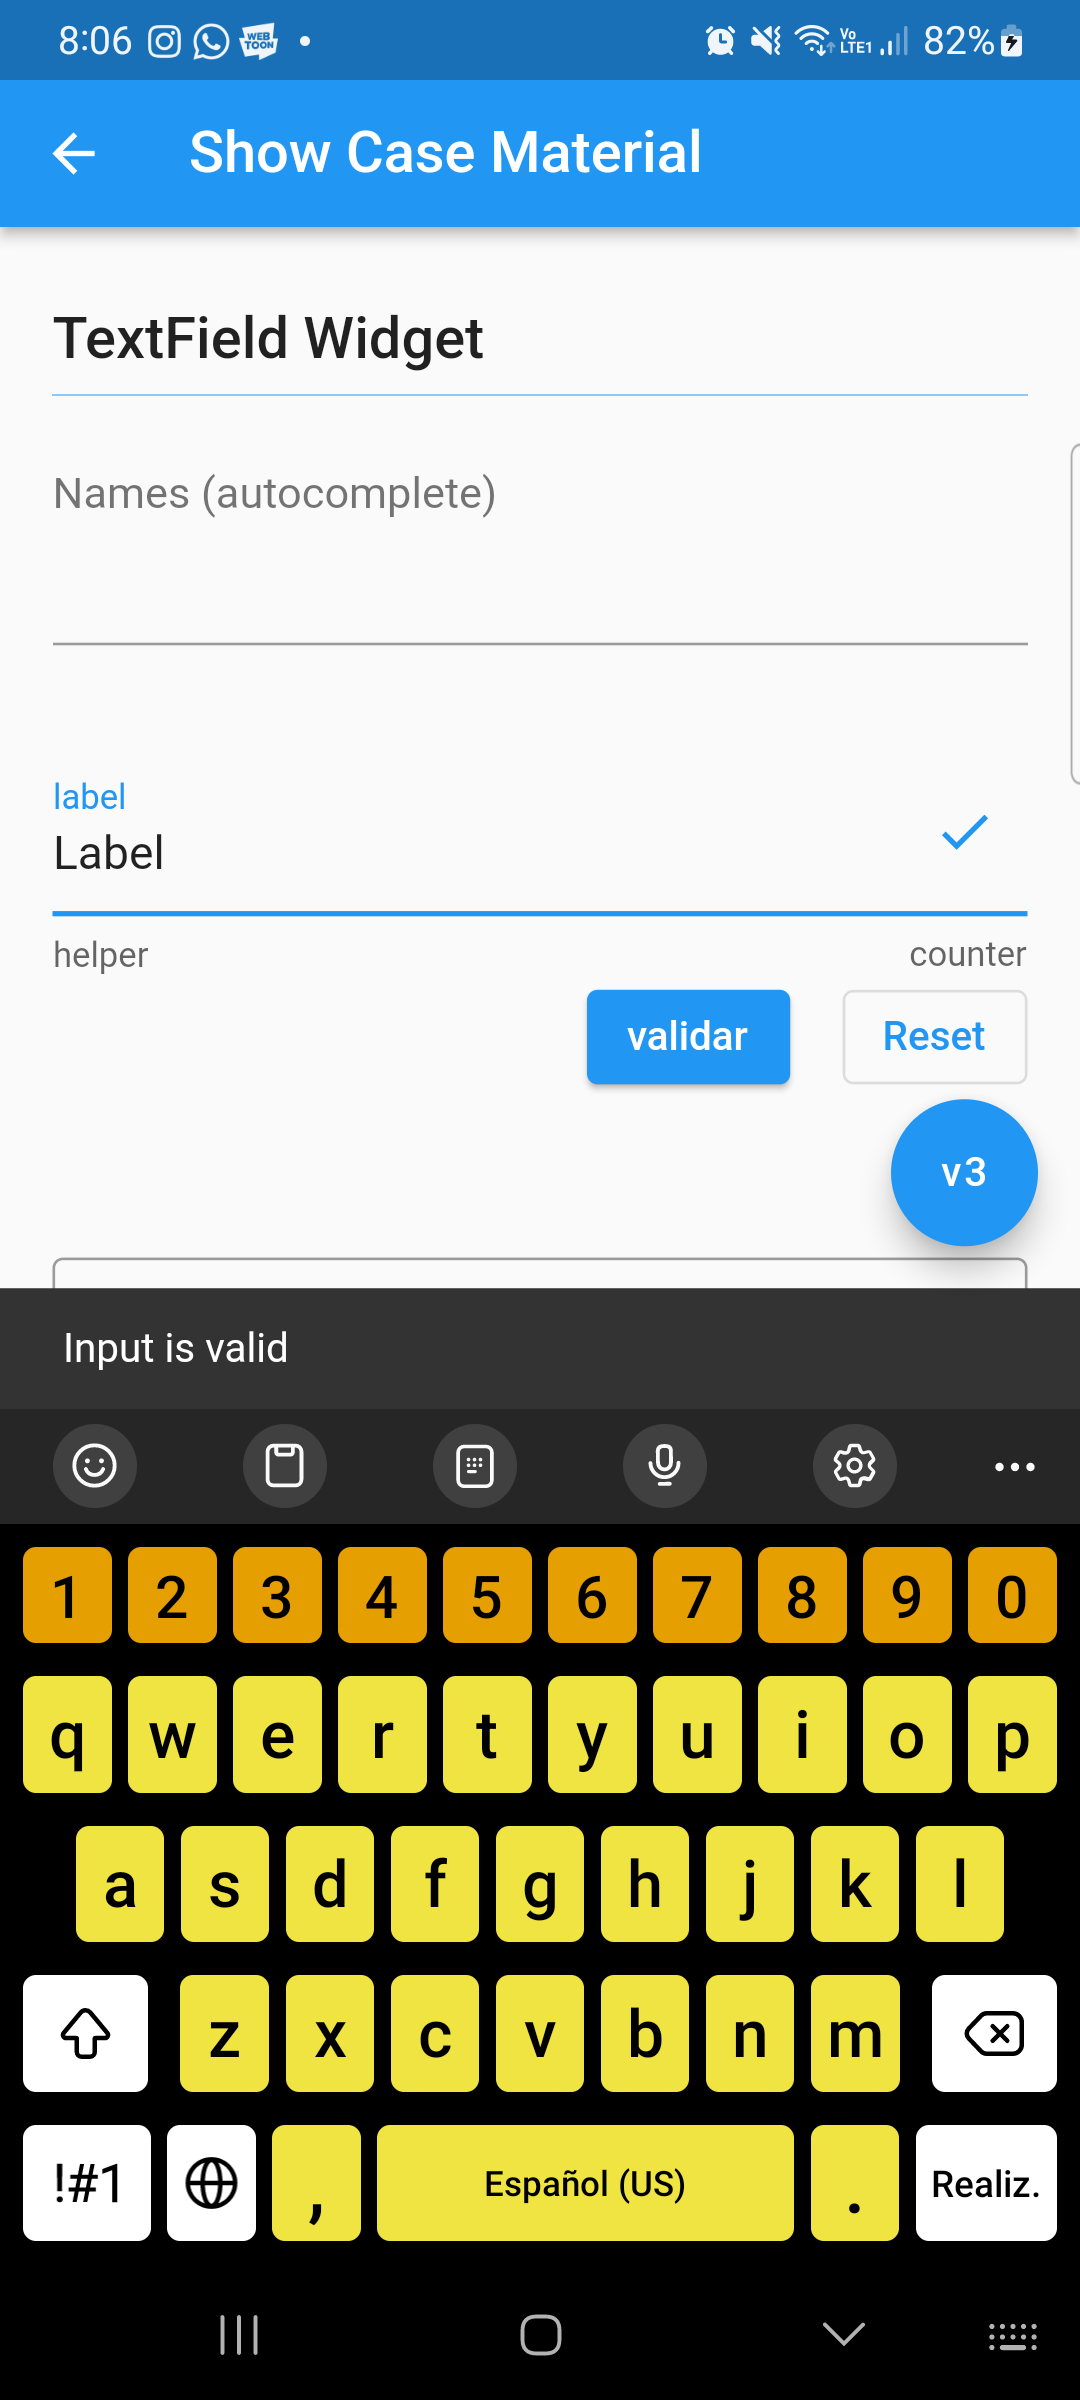 8:06 WEB TOON Vo LTE1 82%
Show Case Material
TextField Widget
Names (autocomplete)
label
Label
helper counter
validar Reset
v3
Input is valid
1 2 3 4 5 6 7 8 9 0
q w e r t y u i o p
a s d f g h j k l
z x c v b n m
!#1 , Español (US) . Realiz.